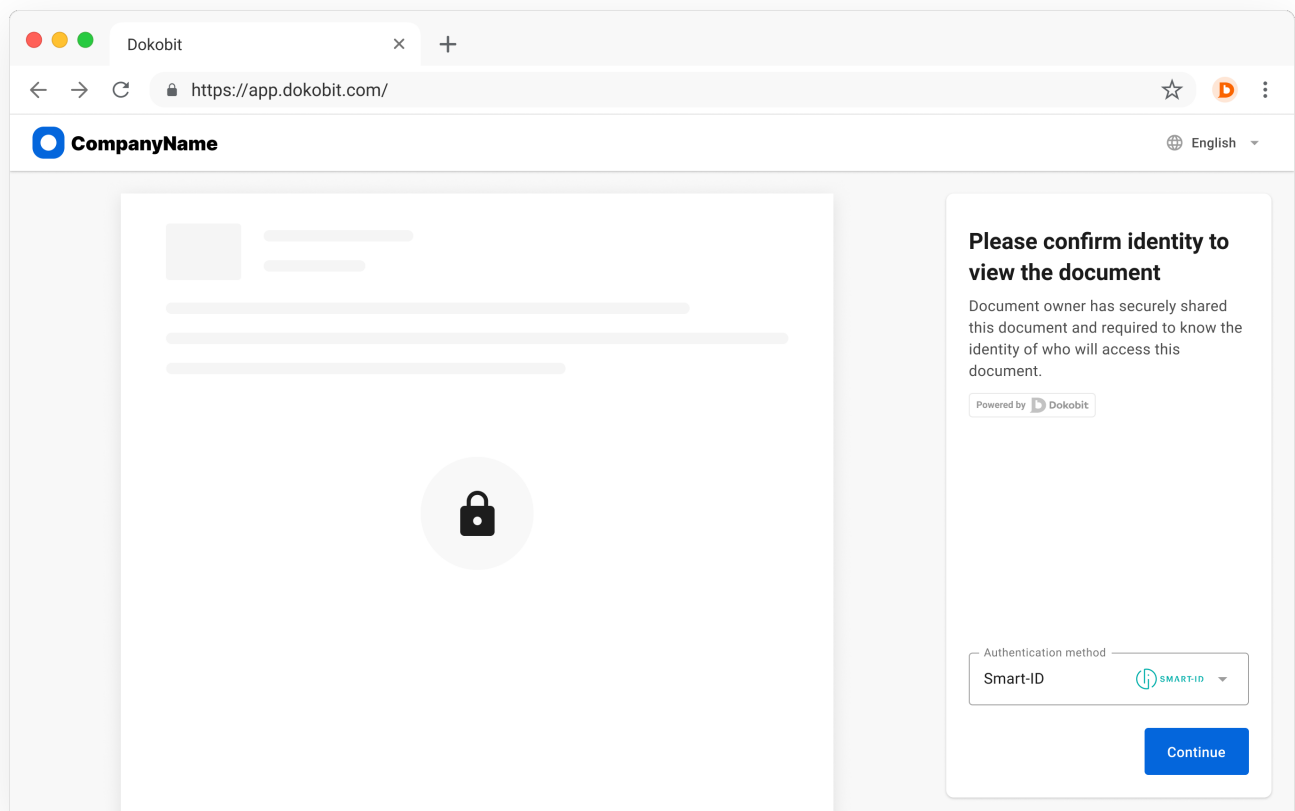 Dokobit
https://app.dokobit.com/
CompanyName
English
Please confirm identity to
view the document
Document owner has securely shared
this document and required to know the
identity of who will access this
document.
Powered by Dokobit
Authentication method
Smart-ID SMART-ID
Continue